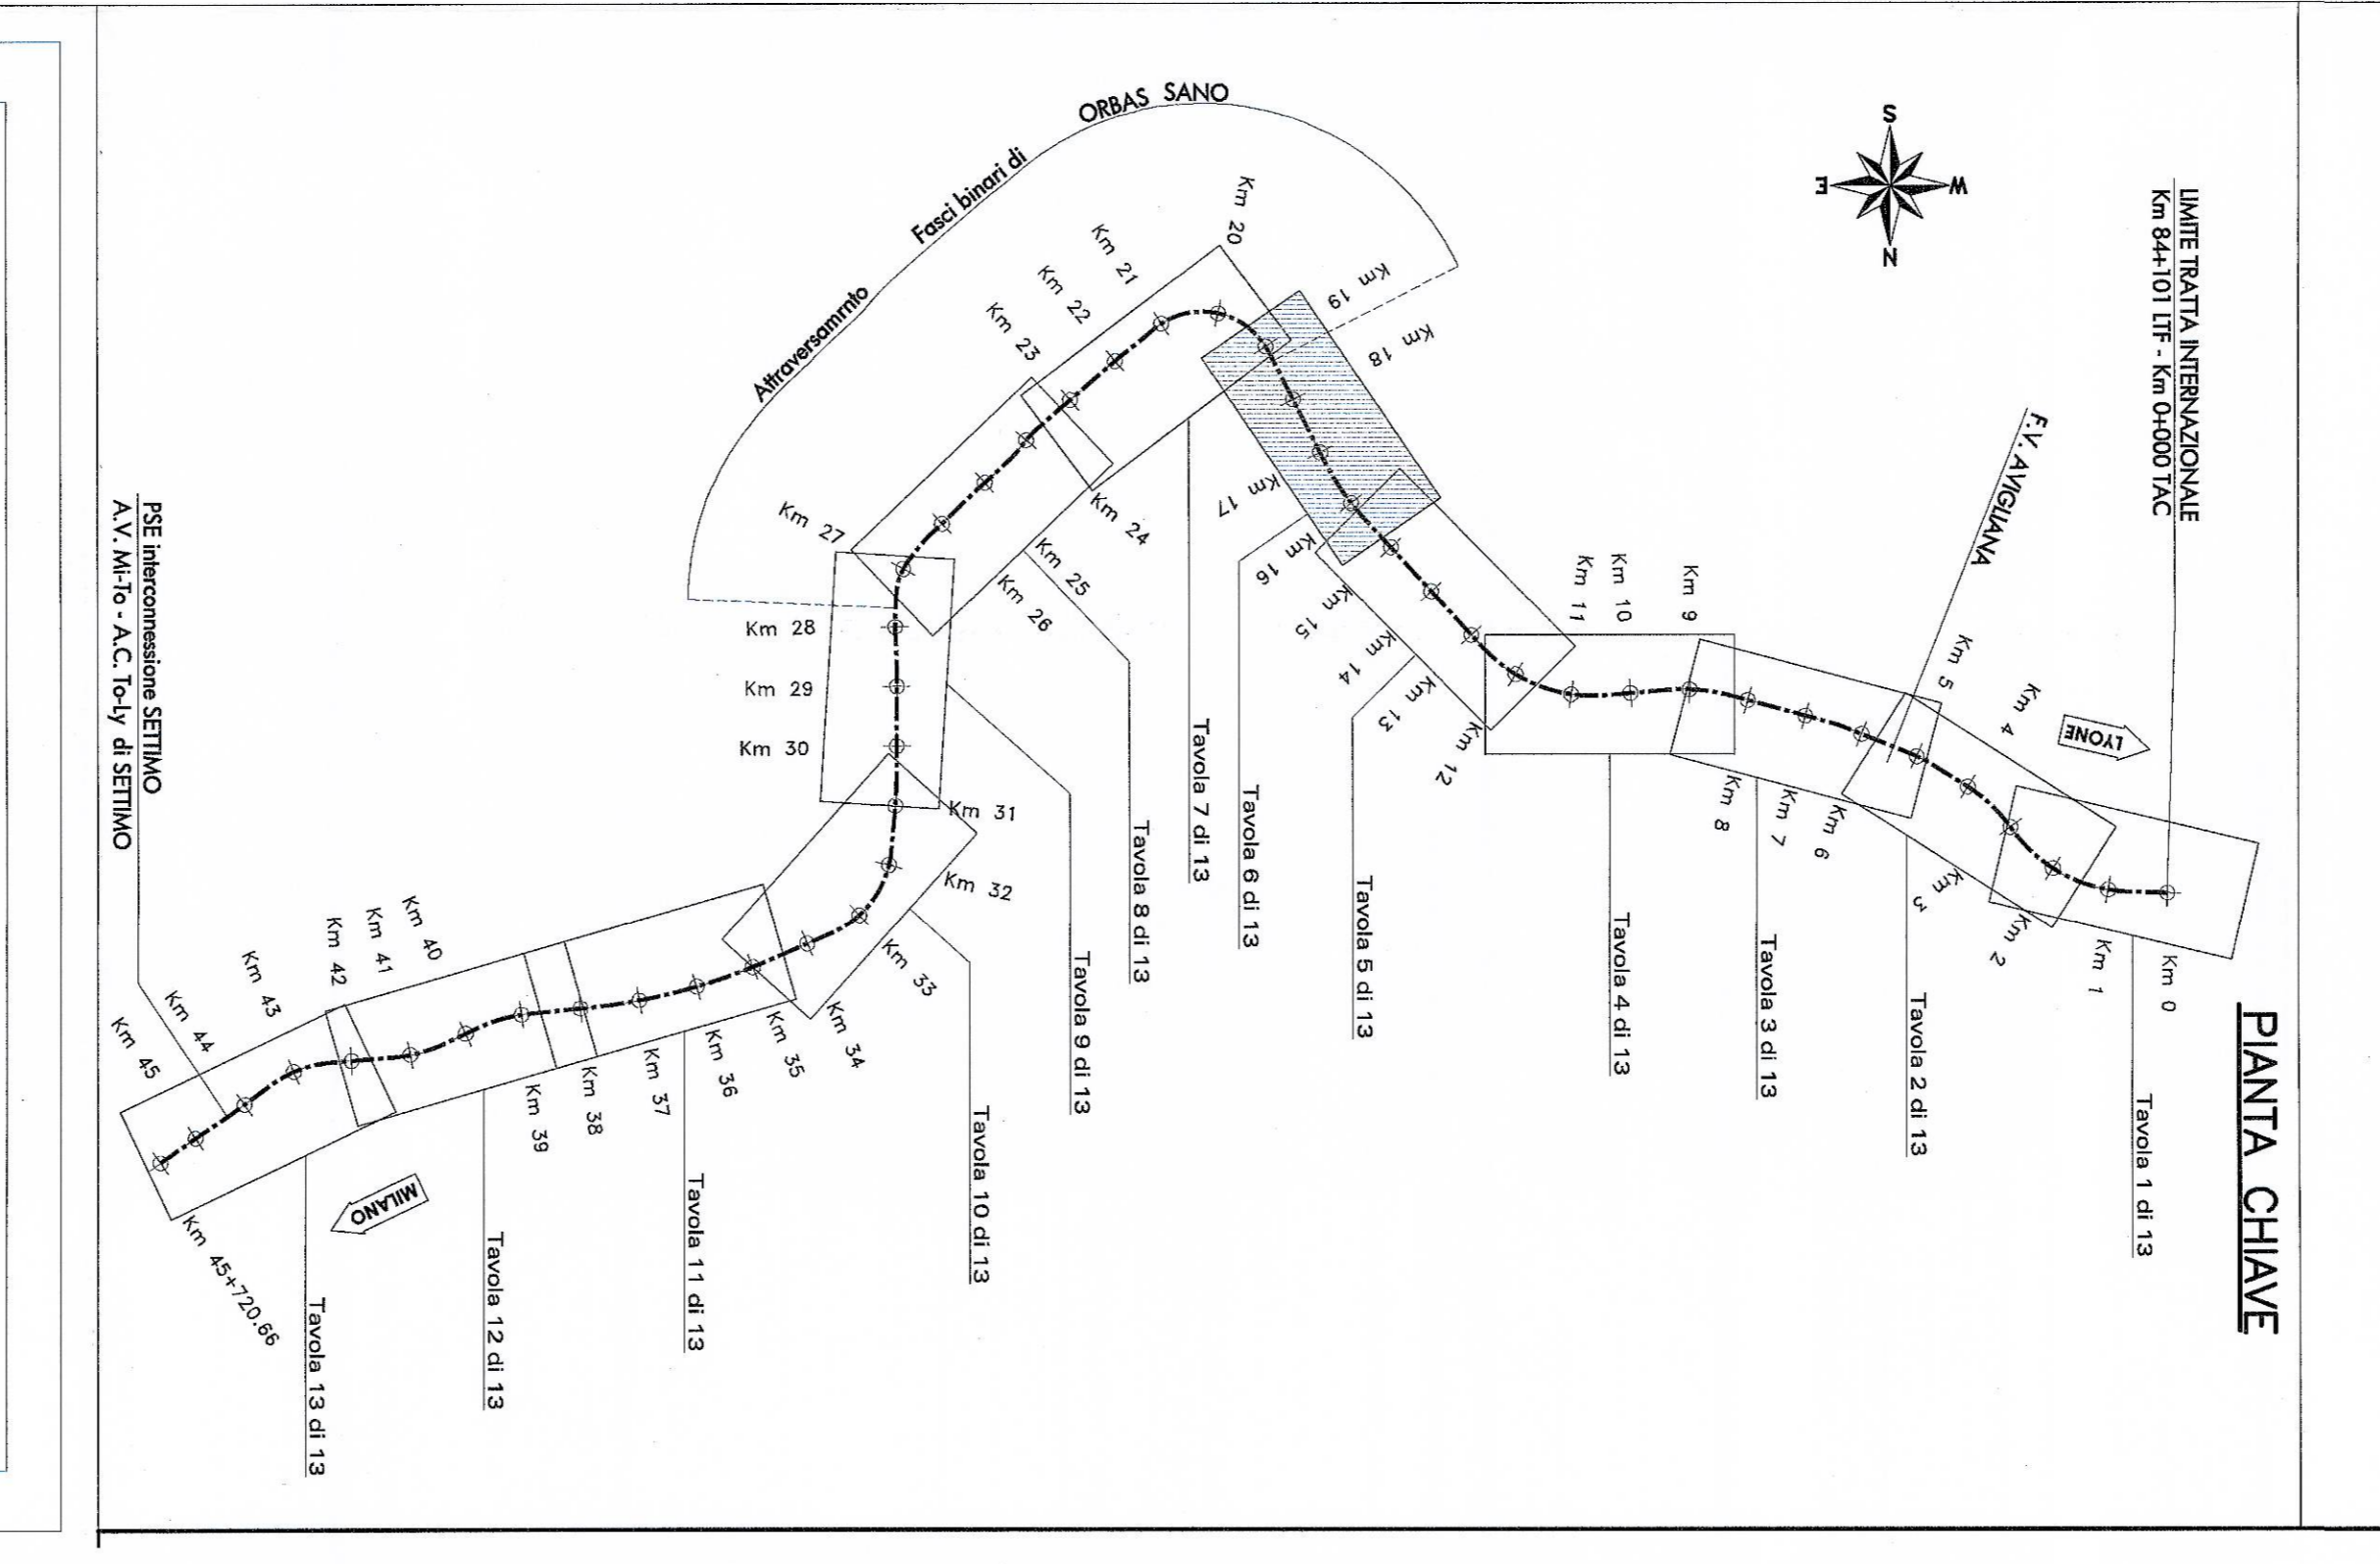 PIANTA CHIAVE
LIMITE TRATTA INTERNAZIONALE
Km 84+101 LTF - Km 0+000 TAC
S
W
E
N
ORBAS SANO
Fasci binari di
Attraversamrnto
F.V. AVIGLIANA
LYONE
MILANO
PSE interconnessione SETTIMO
A.V. Mi-To - A.C. To-Ly di SETTIMO
Km 0
Km 1
Km 2
Km 3
Km 4
Km 5
Km 6
Km 7
Km 8
Km 9
Km 10
Km 11
Km 12
Km 13
Km 14
Km 15
Km 16
Km 17
Km 18
Km 19
Km 20
Km 21
Km 22
Km 23
Km 24
Km 25
Km 26
Km 27
Km 28
Km 29
Km 30
Km 31
Km 32
Km 33
Km 34
Km 35
Km 36
Km 37
Km 38
Km 39
Km 40
Km 41
Km 42
Km 43
Km 44
Km 45
Km 45+720.66
Tavola 1 di 13
Tavola 2 di 13
Tavola 3 di 13
Tavola 4 di 13
Tavola 5 di 13
Tavola 6 di 13
Tavola 7 di 13
Tavola 8 di 13
Tavola 9 di 13
Tavola 10 di 13
Tavola 11 di 13
Tavola 12 di 13
Tavola 13 di 13